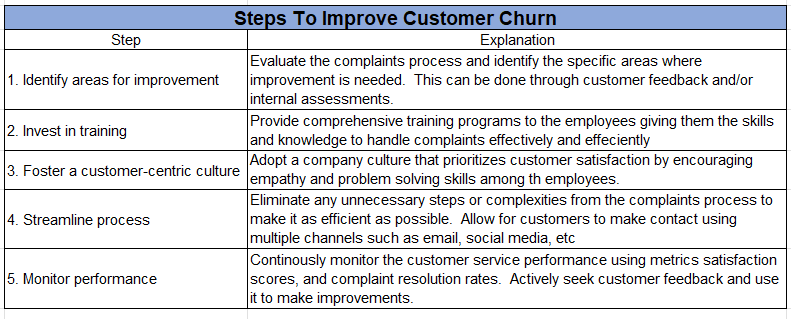 Steps To Improve Customer Churn
Step Explanation
1. Identify areas for improvement
Evaluate the complaints process and identify the specific areas where
improvement is needed.  This can be done through customer feedback and/or
internal assessments.
2. Invest in training
Provide comprehensive training programs to the employees giving them the skills
and knowledge to handle complaints effectively and effeciently
3. Foster a customer-centric culture
Adopt a company culture that prioritizes customer satisfaction by encouraging
empathy and problem solving skills among th employees.
4. Streamline process
Eliminate any unnecessary steps or complexities from the complaints process to
make it as efficient as possible.  Allow for customers to make contact using
multiple channels such as email, social media, etc
5. Monitor performance
Continously monitor the customer service performance using metrics satisfaction
scores, and complaint resolution rates.  Actively seek customer feedback and use
it to make improvements.